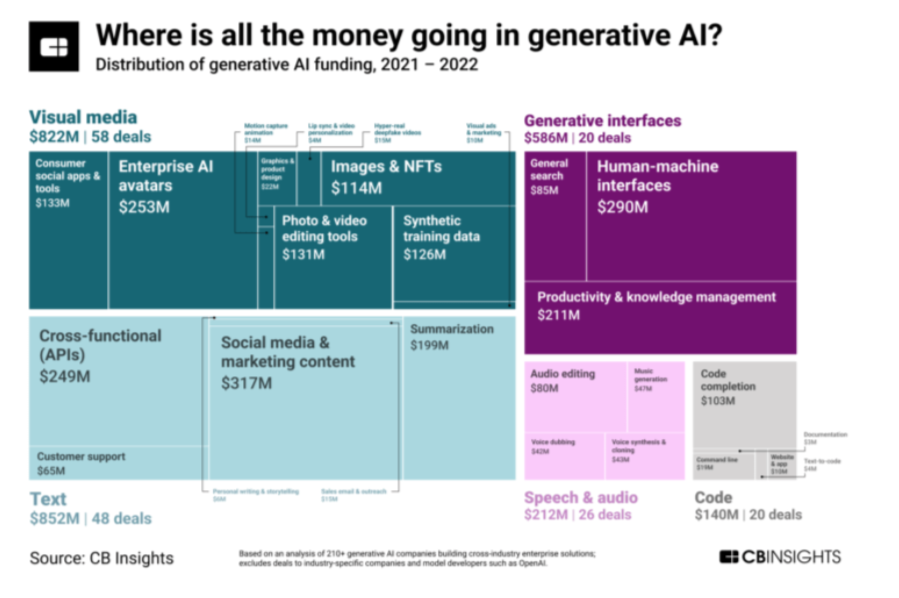 Where is all the money going in generative AI?
Distribution of generative AI funding, 2021 – 2022
Visual media
$822M | 58 deals
Motion capture
animation
$14M
Lip sync & video
personalization
$4M
Hyper-real
deepfake videos
$15M
Visual ads
& marketing
$10M
Consumer
social apps &
tools
$133M
Enterprise AI
avatars
$253M
Graphics &
product
design
$22M
Images & NFTs
$114M
Photo & video
editing tools
$131M
Synthetic
training data
$126M
Generative interfaces
$586M | 20 deals
General
search
$85M
Human-machine
interfaces
$290M
Productivity & knowledge management
$211M
Cross-functional
(APIs)
$249M
Customer support
$65M
Social media &
marketing content
$317M
Summarization
$199M
Personal writing & storytelling
Sales email & outreach
Text
$852M | 48 deals
Audio editing
$80M
Music
generation
$47M
Voice dubbing
$42M
Voice synthesis &
cloning
$43M
Speech & audio
$212M | 26 deals
Code
completion
$103M
Command line
$19M
Website
& app
$10M
Documentation
$3M
Text-to-code
$4M
Code
$140M | 20 deals
Source: CB Insights
Based on an analysis of 210+ generative AI companies building cross-industry enterprise solutions;
excludes deals to industry-specific companies and model developers such as OpenAI.
CBINSIGHTS